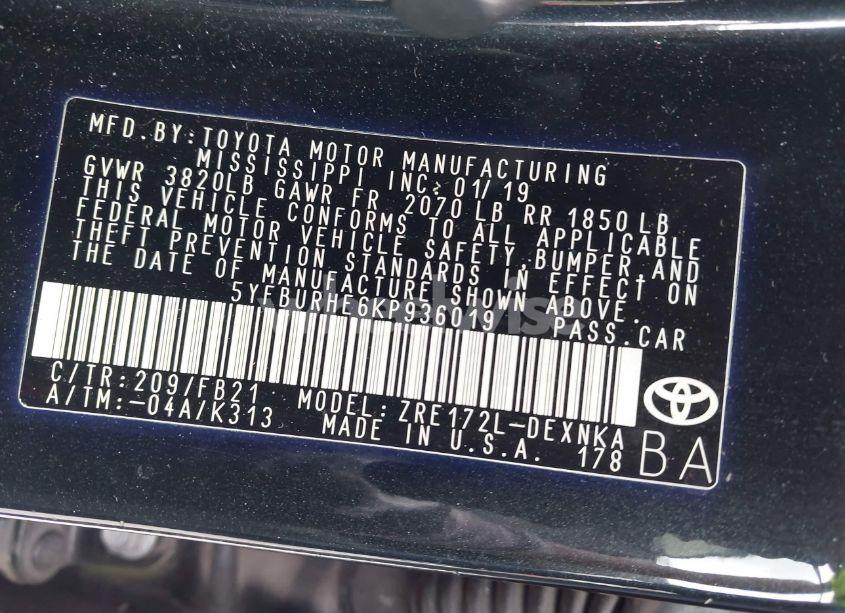 MFD.BY:TOYOTA MOTOR MANUFACTURING
MISSISSIPPI INC. 01/19
GVWR 3820LB GAWR FR 2070 LB RR 1850 LB
THIS VEHICLE CONFORMS TO ALL APPLICABLE
FEDERAL MOTOR VEHICLE SAFETY,BUMPER,AND
THEFT PREVENTION STANDARDS IN EFFECT ON
THE DATE OF MANUFACTURE SHOWN ABOVE.
5YFBURHE6KP936019 PASS.CAR
C/TR:209/FB21 MODEL:ZRE172L-DEXNKA
A/TM:-04A/K313 MADE IN U.S.A. 178
BA